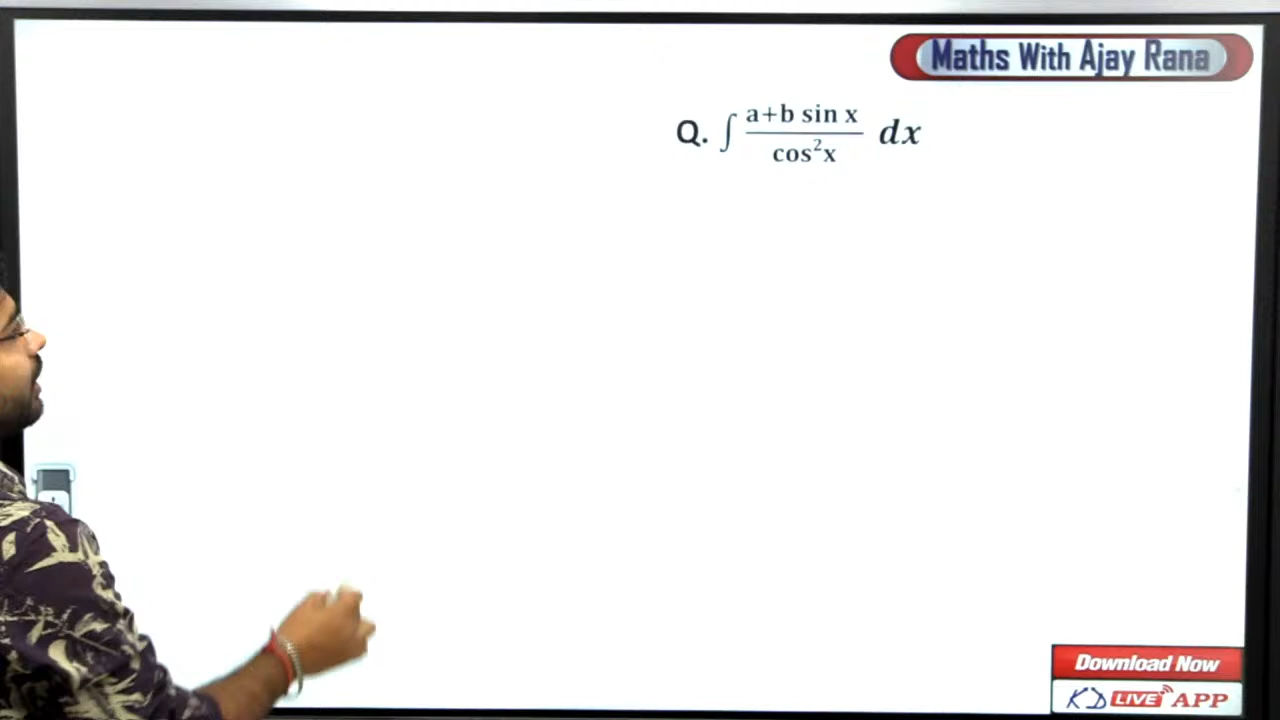 Maths With Ajay Rana
Q. ∫ a+b sin x / cos²x dx
Download Now
KD LIVE APP